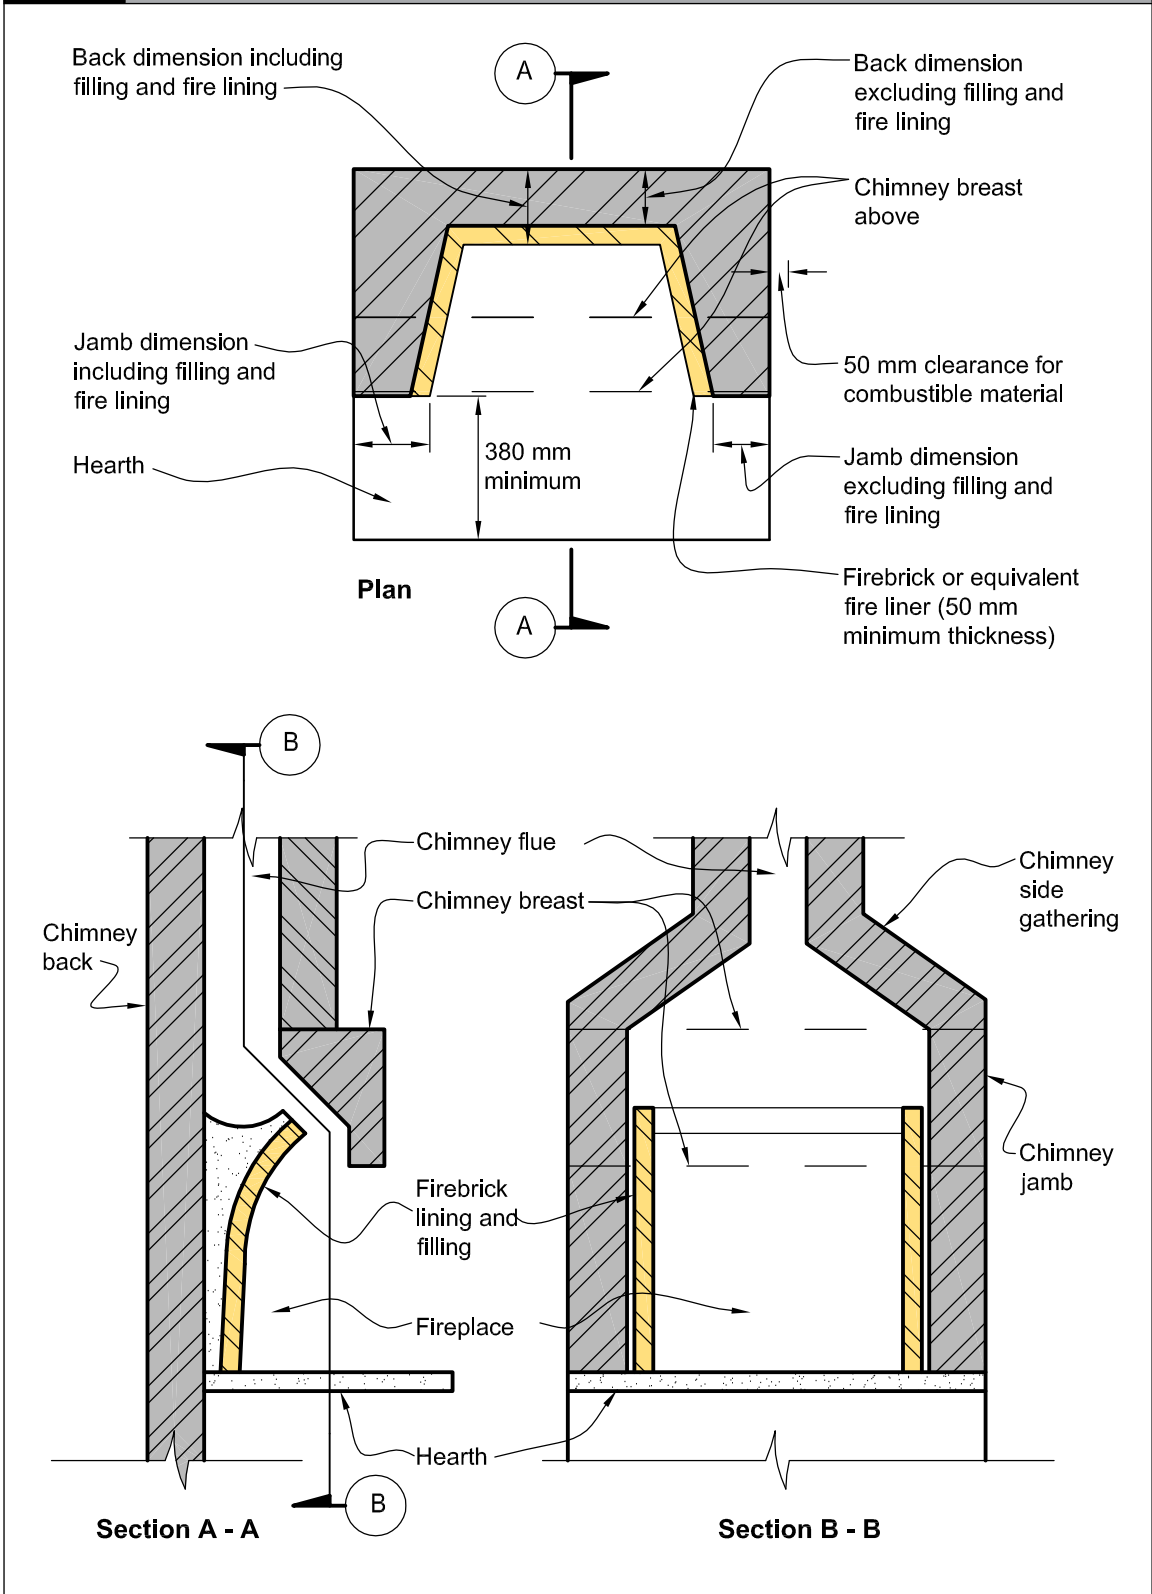 Back dimension including
filling and fire lining
A
Back dimension
excluding filling and
fire lining
Chimney breast
above
Jamb dimension
including filling and
fire lining
50 mm clearance for
combustible material
Hearth
380 mm
minimum
Jamb dimension
excluding filling and
fire lining
Plan
A
Firebrick or equivalent
fire liner (50 mm
minimum thickness)
B
Chimney flue
Chimney
side
gathering
Chimney breast
Chimney
back
Chimney
jamb
Firebrick
lining and
filling
Fireplace
Hearth
B
Section A - A
Section B - B